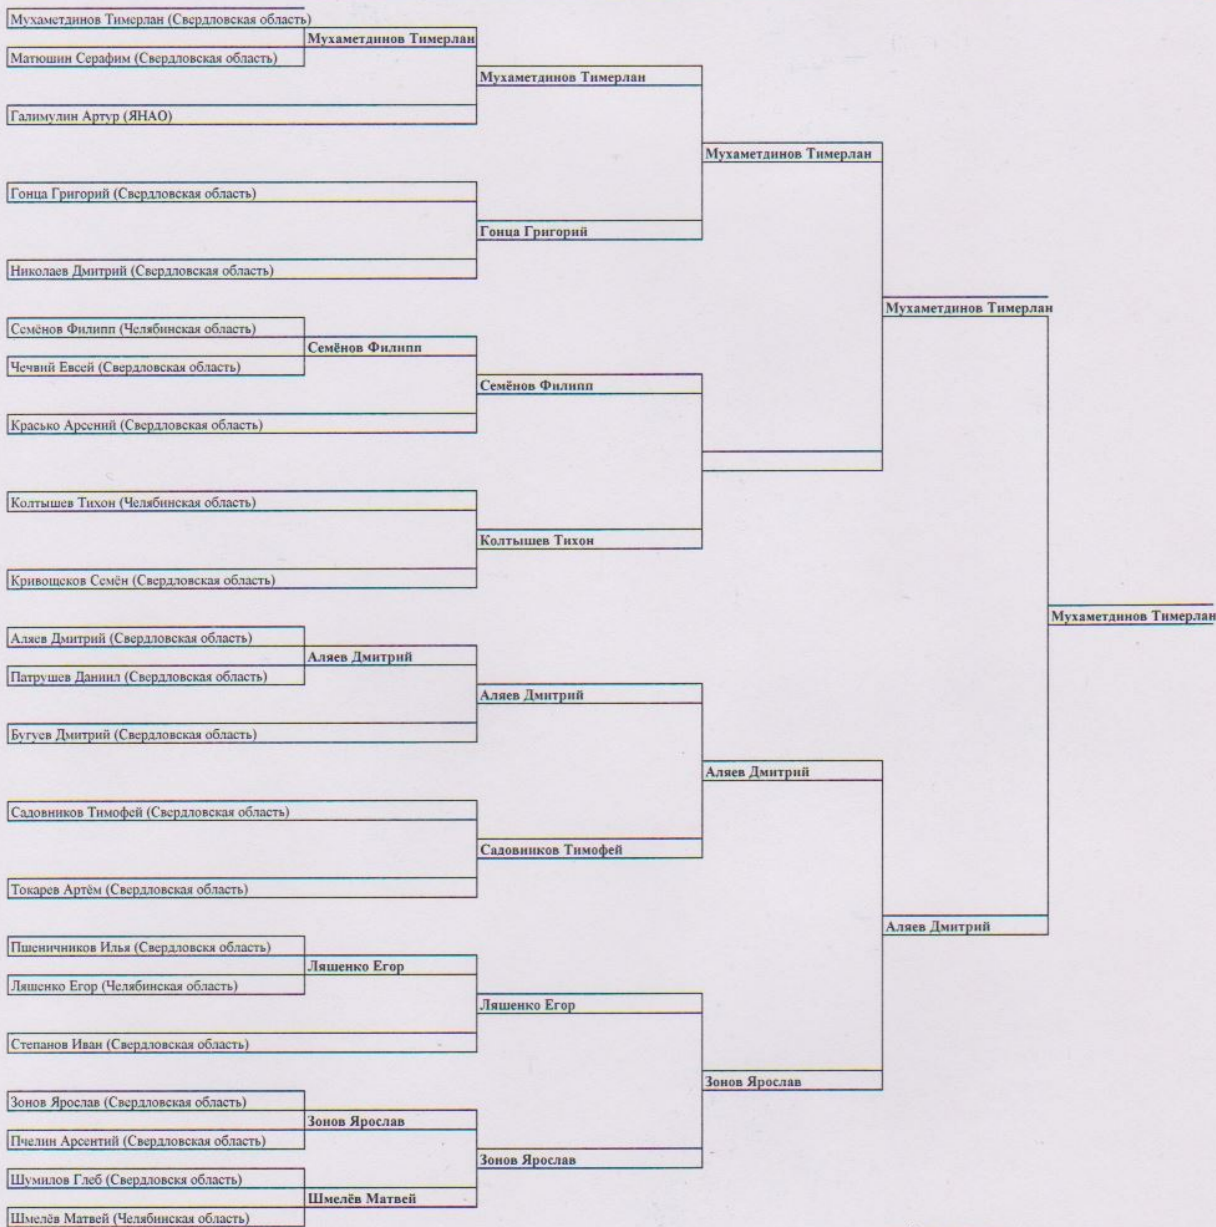 Мухаметдинов Тимерлан (Свердловская область)
Мухаметдинов Тимерлан
Матюшин Серафим (Свердловская область)
Мухаметдинов Тимерлан
Галимулин Артур (ЯНАО)
Мухаметдинов Тимерлан
Гонца Григорий (Свердловская область)
Гонца Григорий
Николаев Дмитрий (Свердловская область)
Мухаметдинов Тимерлан
Семёнов Филипп (Челябинская область)
Семёнов Филипп
Чечвий Евсей (Свердловская область)
Семёнов Филипп
Красько Арсений (Свердловская область)
Колтышев Тихон (Челябинская область)
Колтышев Тихон
Кривощеков Семён (Свердловская область)
Мухаметдинов Тимерлан
Аляев Дмитрий (Свердловская область)
Аляев Дмитрий
Патрушев Даниил (Свердловская область)
Аляев Дмитрий
Бугуев Дмитрий (Свердловская область)
Аляев Дмитрий
Садовников Тимофей (Свердловская область)
Садовников Тимофей
Токарев Артём (Свердловская область)
Аляев Дмитрий
Пшеничников Илья (Свердловскя область)
Ляшенко Егор
Ляшенко Егор (Челябинская область)
Ляшенко Егор
Степанов Иван (Свердловская область)
Зонов Ярослав
Зонов Ярослав (Свердловская область)
Зонов Ярослав
Пчелин Арсентий (Свердловская область)
Зонов Ярослав
Шумилов Глеб (Свердловскя область)
Шмелёв Матвей
Шмелёв Матвей (Челябинская область)